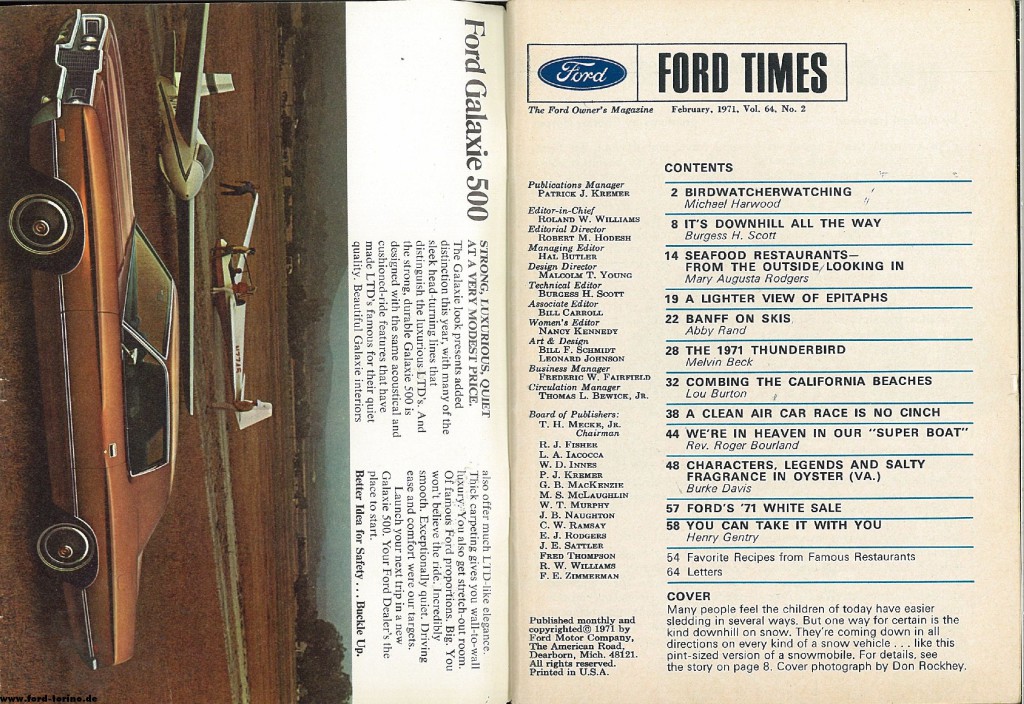 Ford Galaxie 500
STRONG, LUXURIOUS, QUIET
AT A VERY MODEST PRICE.
The Galaxie look presents added
distinction this year, with many of the
sleek head-turning lines that
distinguish the luxurious LTD's. And
the strong, durable Galaxie 500 is
designed with the same acoustical and
cushioned-ride features that have
made LTD's famous for their quiet
quality. Beautiful Galaxie interiors
also offer much LTD-like elegance.
Thick carpeting gives you wall-to-wall
luxury. You also get stretch-out room.
Of famous Ford proportions. Big. You
won't believe the ride. Incredibly
smooth. Exceptionally quiet. Driving
ease and comfort were our targets.
Launch your next trip in a new
Galaxie 500. Your Ford Dealer's the
place to start.
Better Idea for Safety . . . Buckle Up.
www.ford-torino.de
Ford
FORD TIMES
The Ford Owner's Magazine February, 1971, Vol. 64, No. 2
Publications Manager
PATRICK J. KREMER
Editor-in-Chief
ROLAND W. WILLIAMS
Editorial Director
ROBERT M. HODESH
Managing Editor
HAL BUTLER
Design Director
MALCOLM T. YOUNG
Technical Editor
BURGESS H. SCOTT
Associate Editor
BILL CARROLL
Women's Editor
NANCY KENNEDY
Art & Design
BILL F. SCHMIDT
LEONARD JOHNSON
Business Manager
FREDERIC W. FAIRFIELD
Circulation Manager
THOMAS L. BEWICK, JR.
Board of Publishers:
T. H. MECKE, JR.
Chairman
R. J. FISHER
L. A. IACOCCA
W. D. INNES
P. J. KREMER
G. B. MACKENZIE
M. S. MCLAUGHLIN
W. T. MURPHY
J. B. NAUGHTON
C. W. RAMSAY
E. J. RODGERS
J. E. SATTLER
FRED THOMPSON
R. W. WILLIAMS
F. E. ZIMMERMAN
Published monthly and
copyrighted© 1971 by
Ford Motor Company,
The American Road,
Dearborn, Mich. 48121.
All rights reserved.
Printed in U.S.A.
CONTENTS
2 BIRDWATCHERWATCHING
Michael Harwood
8 IT'S DOWNHILL ALL THE WAY
Burgess H. Scott
14 SEAFOOD RESTAURANTS—
FROM THE OUTSIDE LOOKING IN
Mary Augusta Rodgers
19 A LIGHTER VIEW OF EPITAPHS
22 BANFF ON SKIS
Abby Rand
28 THE 1971 THUNDERBIRD
Melvin Beck
32 COMBING THE CALIFORNIA BEACHES
Lou Burton
38 A CLEAN AIR CAR RACE IS NO CINCH
44 WE'RE IN HEAVEN IN OUR "SUPER BOAT"
Rev. Roger Bourland
48 CHARACTERS, LEGENDS AND SALTY
FRAGRANCE IN OYSTER (VA.)
Burke Davis
57 FORD'S '71 WHITE SALE
58 YOU CAN TAKE IT WITH YOU
Henry Gentry
54 Favorite Recipes from Famous Restaurants
64 Letters
COVER
Many people feel the children of today have easier
sledding in several ways. But one way for certain is the
kind downhill on snow. They're coming down in all
directions on every kind of a snow vehicle . . . like this
pint-sized version of a snowmobile. For details, see
the story on page 8. Cover photograph by Don Rockhey.